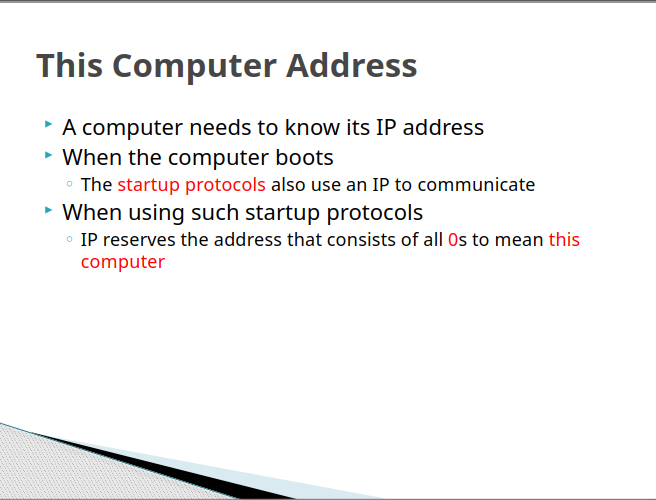 This Computer Address
A computer needs to know its IP address
When the computer boots
The startup protocols also use an IP to communicate
When using such startup protocols
IP reserves the address that consists of all 0s to mean this
computer